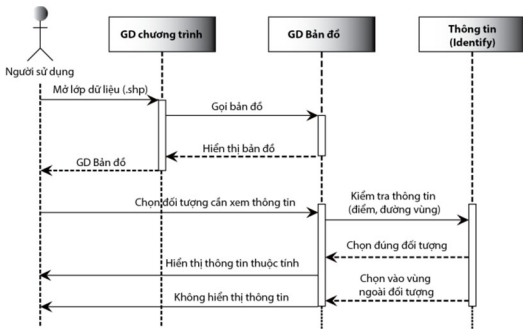 GD chương trình
GD Bản đồ
Thông tin
(Identify)
Người sử dụng
Mở lớp dữ liệu (.shp)
Gọi bản đồ
Hiển thị bản đồ
GD Bản đồ
Chọn đối tượng cần xem thông tin
Kiểm tra thông tin
(điểm, đường vùng)
Chọn đúng đối tượng
Hiển thị thông tin thuộc tính
Chọn vào vùng
ngoài đối tượng
Không hiển thị thông tin